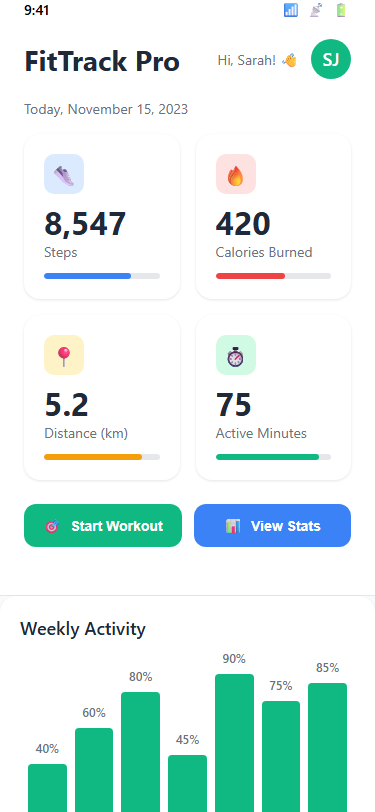 9:41
FitTrack Pro
Hi, Sarah! 👋
SJ
Today, November 15, 2023
8,547
Steps
420
Calories Burned
5.2
Distance (km)
75
Active Minutes
Start Workout
View Stats
Weekly Activity
40%
60%
80%
45%
90%
75%
85%